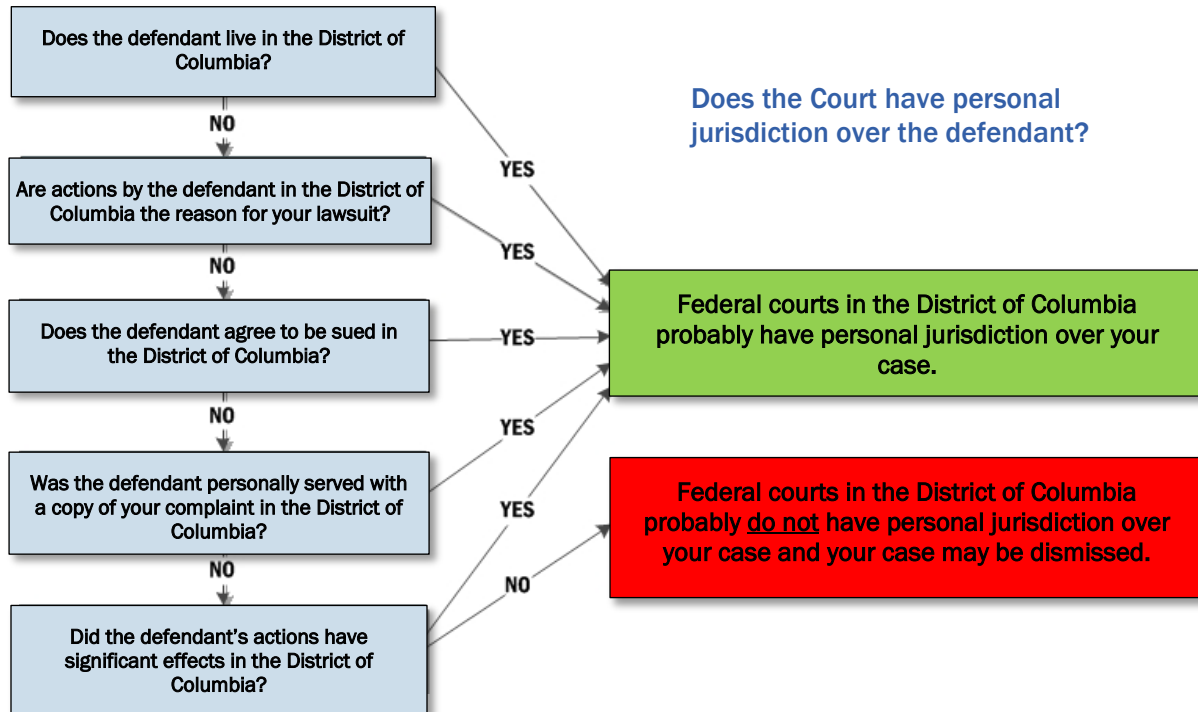 Does the Court have personal
jurisdiction over the defendant?
Does the defendant live in the District of
Columbia?
YES
NO
Are actions by the defendant in the District of
Columbia the reason for your lawsuit?
YES
NO
Does the defendant agree to be sued in
the District of Columbia?
YES
NO
Was the defendant personally served with
a copy of your complaint in the District of
Columbia?
YES
NO
Did the defendant’s actions have
significant effects in the District of
Columbia?
YES
NO
Federal courts in the District of Columbia
probably have personal jurisdiction over your
case.
Federal courts in the District of Columbia
probably do not have personal jurisdiction over
your case and your case may be dismissed.